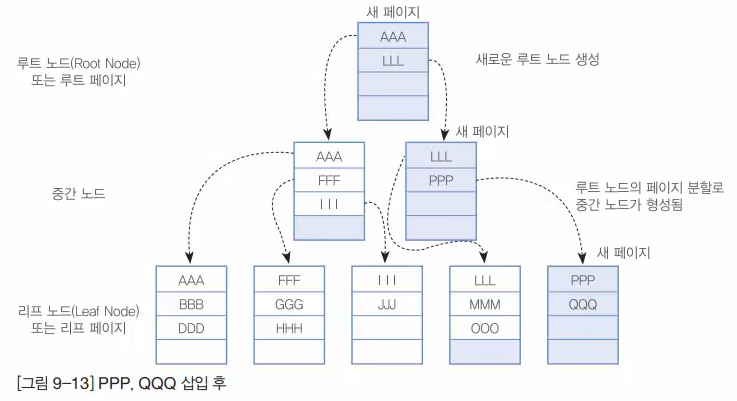 새 페이지
AAA
LLL
루트 노드(Root Node)
또는 루트 페이지
새로운 루트 노드 생성
새 페이지
AAA
FFF
III
LLL
PPP
중간 노드
루트 노드의 페이지 분할로
중간 노드가 형성됨
새 페이지
리프 노드(Leaf Node)
또는 리프 페이지
AAA
BBB
DDD
FFF
GGG
HHH
III
JJJ
LLL
MMM
OOO
PPP
QQQ
[그림 9-13] PPP, QQQ 삽입 후